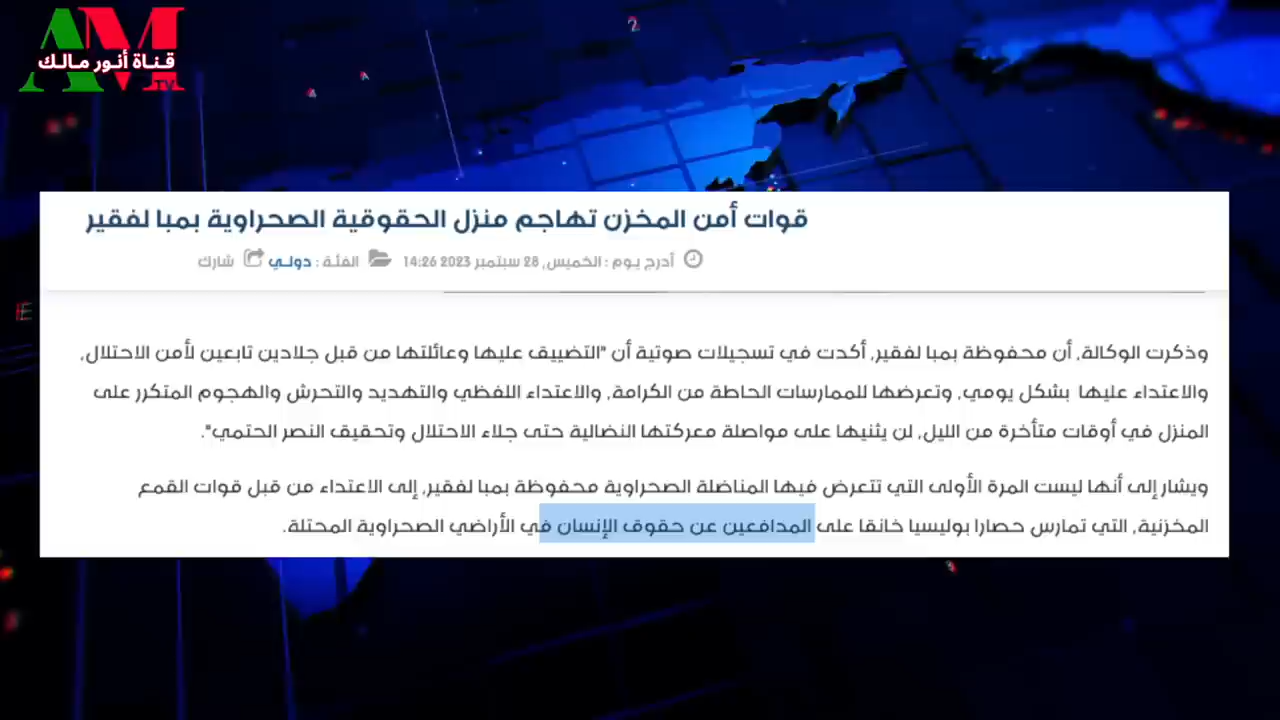 AM
قناة أنور مالك
TM
قوات أمن المخزن تهاجم منزل الحقوقية الصحراوية بمبا لفقير
أدرج يوم : الخميس, 28 سبتمبر 2023 14:26 الفئة : دولي شارك
وذكرت الوكالة, أن محفوظة بمبا لفقير, أكدت في تسجيلات صوتية أن "التضييق عليها وعائلتها من قبل جلادين تابعين لأمن الاحتلال,
والاعتداء عليها بشكل يومي, وتعرضها للممارسات الحاطة من الكرامة, والاعتداء اللفظي والتهديد والتحرش والهجوم المتكرر على
المنزل في أوقات متأخرة من الليل, لن يثنيها على مواصلة معركتها النضالية حتى جلاء الاحتلال وتحقيق النصر الحتمي".
ويشار إلى أنها ليست المرة الأولى التي تتعرض فيها المناضلة الصحراوية محفوظة بمبا لفقير, إلى الاعتداء من قبل قوات القمع
المخزنية, التي تمارس حصارا بوليسيا خانقا على المدافعين عن حقوق الإنسان في الأراضي الصحراوية المحتلة.